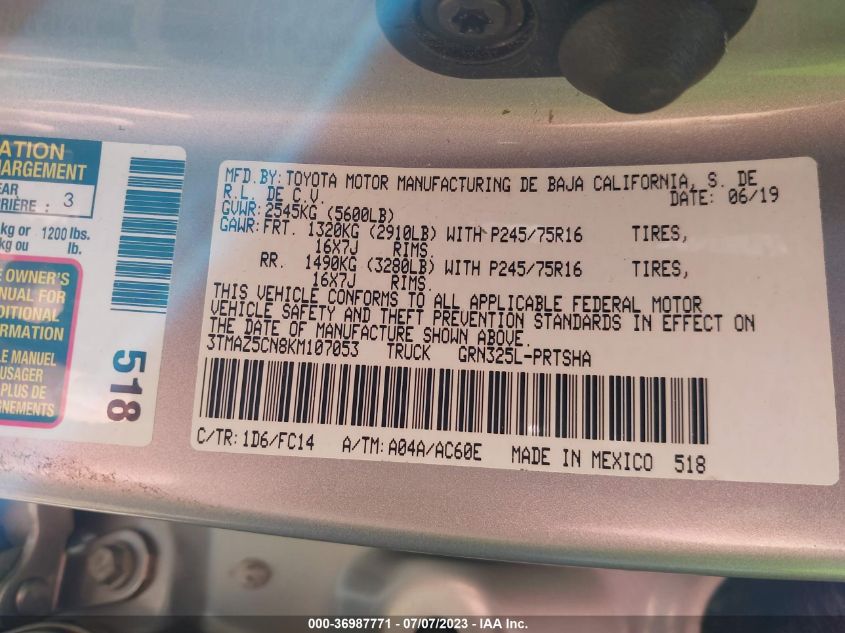 ATION
HARGEMENT
EAR
RRIÈRE : 3
kg or 1200 lbs.
kg ou lb.
E OWNER'S
NUAL FOR
DITIONAL
ORMATION
LE MANUEL
USAGER
PLUS DE
GNEMENTS
518
MFD.BY: TOYOTA MOTOR MANUFACTURING DE BAJA CALIFORNIA, S. DE
R.L. DE C.V. DATE: 06/19
GVWR: 2545KG (5600LB)
GAWR: FRT. 1320KG (2910LB) WITH P245/75R16 TIRES,
16X7J RIMS.
RR. 1490KG (3280LB) WITH P245/75R16 TIRES,
16X7J RIMS.
THIS VEHICLE CONFORMS TO ALL APPLICABLE FEDERAL MOTOR
VEHICLE SAFETY AND THEFT PREVENTION STANDARDS IN EFFECT ON
THE DATE OF MANUFACTURE SHOWN ABOVE.
3TMAZ5CN8KM107053 TRUCK GRN325L-PRTSHA
C/TR: 1D6/FC14 A/TM: A04A/AC60E MADE IN MEXICO 518
000-36987771 - 07/07/2023 - IAA Inc.